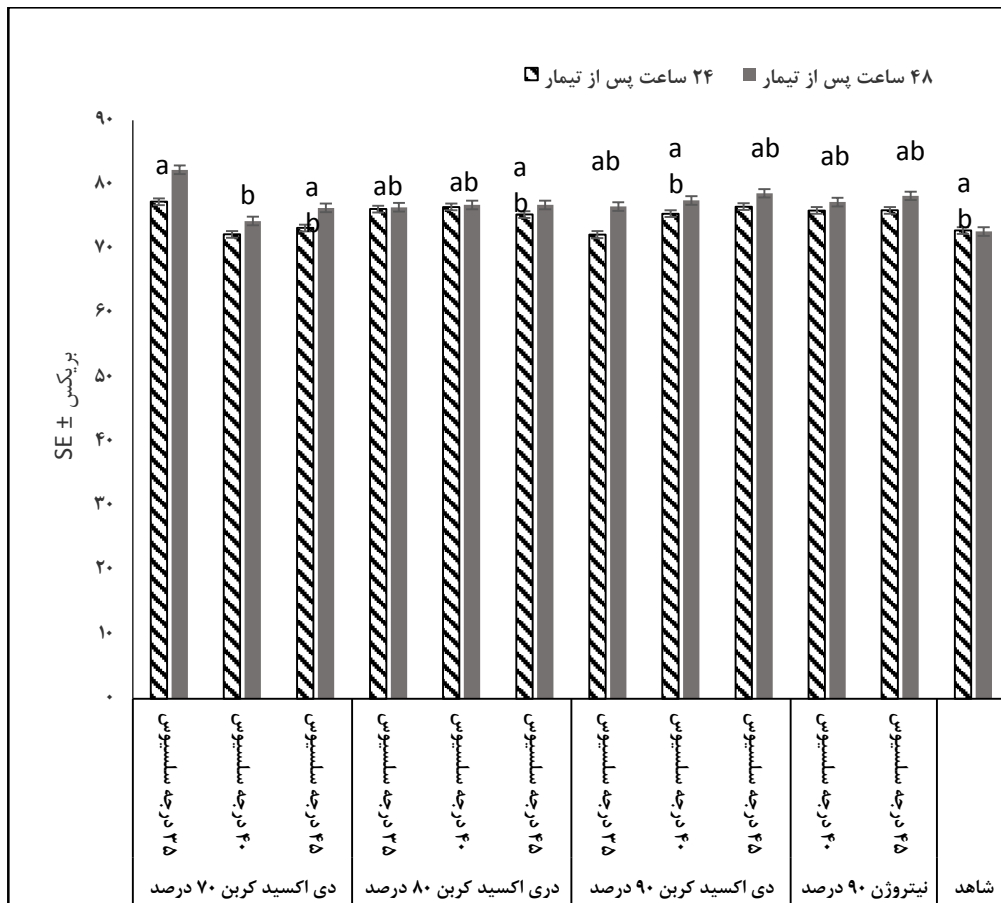 ۲۴ ساعت پس از تیمار ۴۸ ساعت پس از تیمار
بریکس ± SE
۹۰
۸۰
۷۰
۶۰
۵۰
۴۰
۳۰
۲۰
۱۰
۰
a
b
a
b
ab
ab
a
b
ab
a
b
ab
ab
ab
a
b
۳۵ درجه سلسیوس
۴۰ درجه سلسیوس
۴۵ درجه سلسیوس
۳۵ درجه سلسیوس
۴۰ درجه سلسیوس
۴۵ درجه سلسیوس
۳۵ درجه سلسیوس
۴۰ درجه سلسیوس
۴۵ درجه سلسیوس
۴۰ درجه سلسیوس
۴۵ درجه سلسیوس
دی اکسید کربن ۷۰ درصد
دری اکسید کربن ۸۰ درصد
دی اکسید کربن ۹۰ درصد
نیتروژن ۹۰ درصد
شاهد